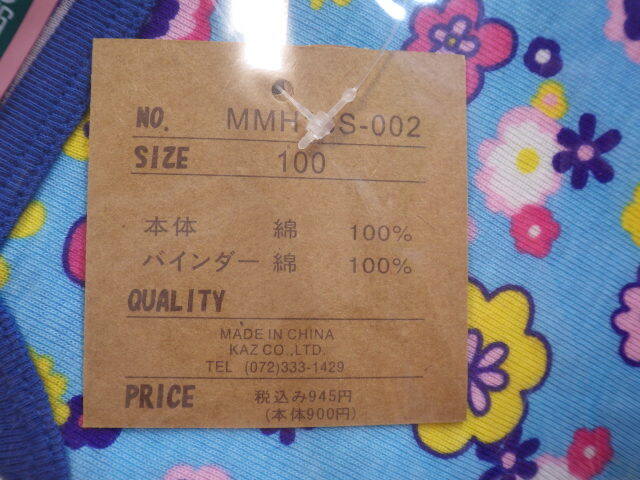 NO. MMH S-002
SIZE 100
本体 綿 100%
バインダー 綿 100%
QUALITY
MADE IN CHINA
KAZ CO.,LTD.
TEL (072)333-1429
PRICE 税込み945円
(本体900円)